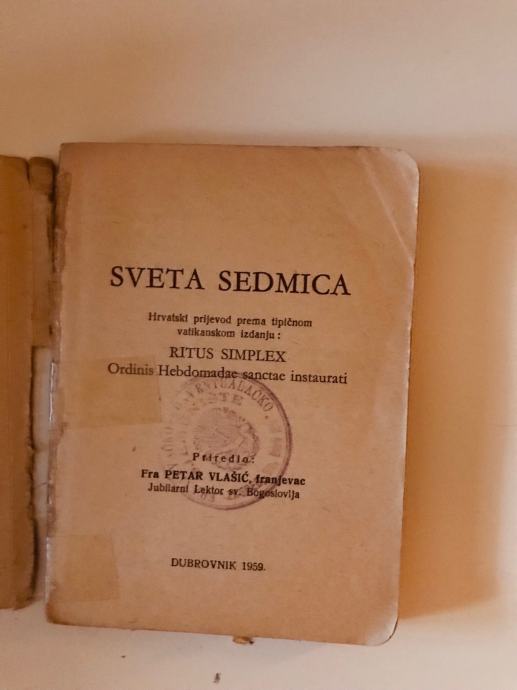 SVETA SEDMICA
Hrvatski prijevod prema tipičnom
vatikanskom izdanju :
RITUS SIMPLEX
Ordinis Hebdomadae sanctae instaurati
Priredio:
Fra PETAR VLAŠIĆ, franjevac
Jubilarni Lektor sv. Bogoslovija
DUBROVNIK 1959.